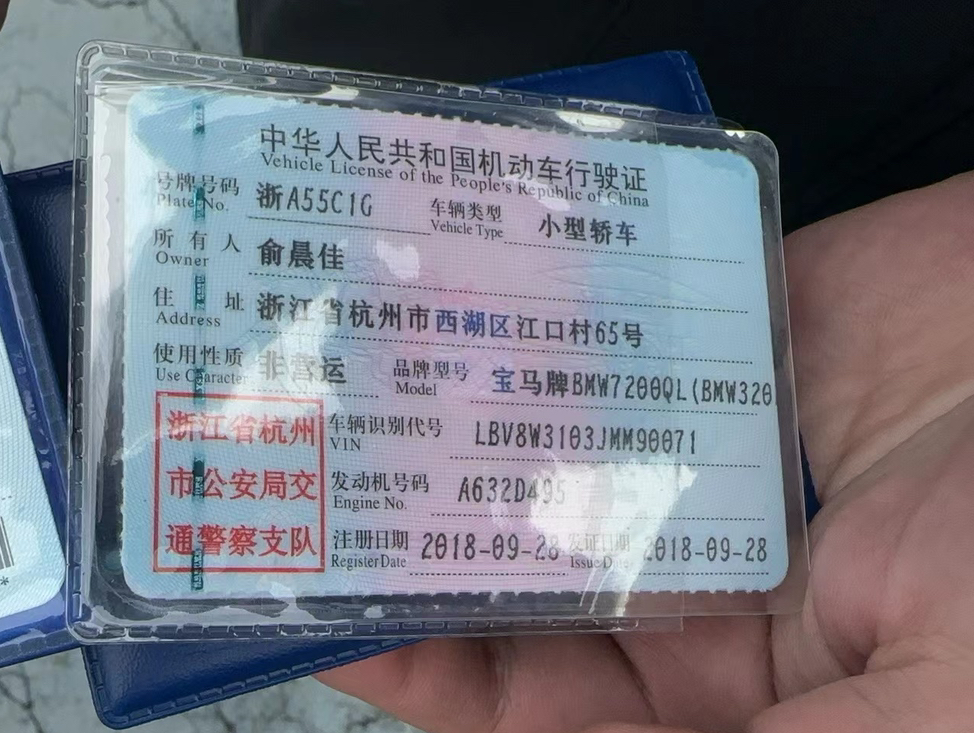 中华人民共和国机动车行驶证
Vehicle License of the People's Republic of China
号牌号码 浙A55C1G 车辆类型 小型轿车
Plate No. Vehicle Type
所有人 俞晨佳
Owner
住址 浙江省杭州市西湖区江口村65号
Address
使用性质 非营运 品牌型号 宝马牌BMW7200QL(BMW320
Use Character Model
浙江省杭州
市公安局交
通警察支队
车辆识别代号 LBV8W3103JMM90071
VIN
发动机号码 A632D495
Engine No.
注册日期 2018-09-28 发证日期 2018-09-28
Register Date Issue Date